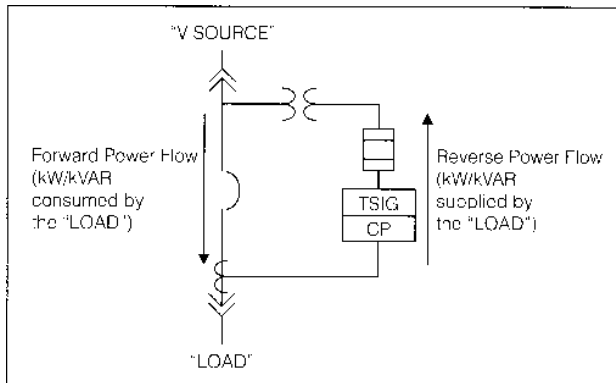 "V SOURCE"
Forward Power Flow
(kW/kVAR
consumed by
the "LOAD")
TSIG
CP
Reverse Power Flow
(kW/kVAR
supplied by
the "LOAD")
"LOAD"